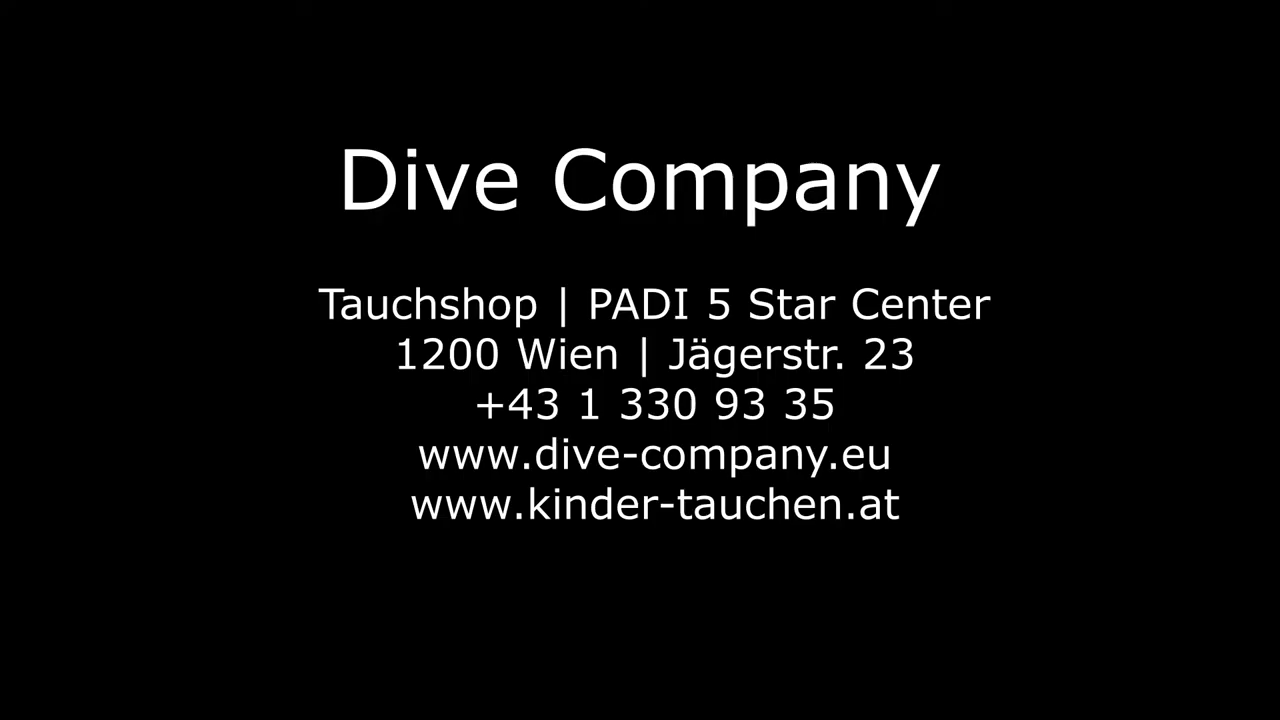 Dive Company
Tauchshop | PADI 5 Star Center
1200 Wien | Jägerstr. 23
+43 1 330 93 35
www.dive-company.eu
www.kinder-tauchen.at